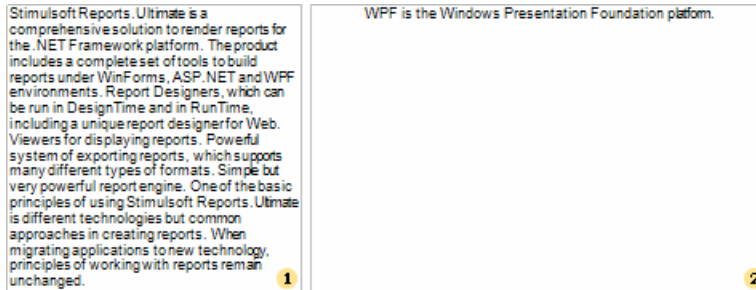 Stimulsoft Reports.Ultimate is a
comprehensive solution to render reports for
the .NET Framework platform. The product
includes a complete set of tools to build
reports under WinForms, ASP.NET and WPF
environments. Report Designers, which can
be run in DesignTime and in RunTime,
including a unique report designer for Web.
Viewers for displaying reports. Powerful
system of exporting reports, which supports
many different types of formats. Simple but
very powerful report engine. One of the basic
principles of using Stimulsoft Reports.Ultimate
is different technologies but common
approaches in creating reports. When
migrating applications to new technology,
principles of working with reports remain
unchanged.
1
WPF is the Windows Presentation Foundation platform.
2